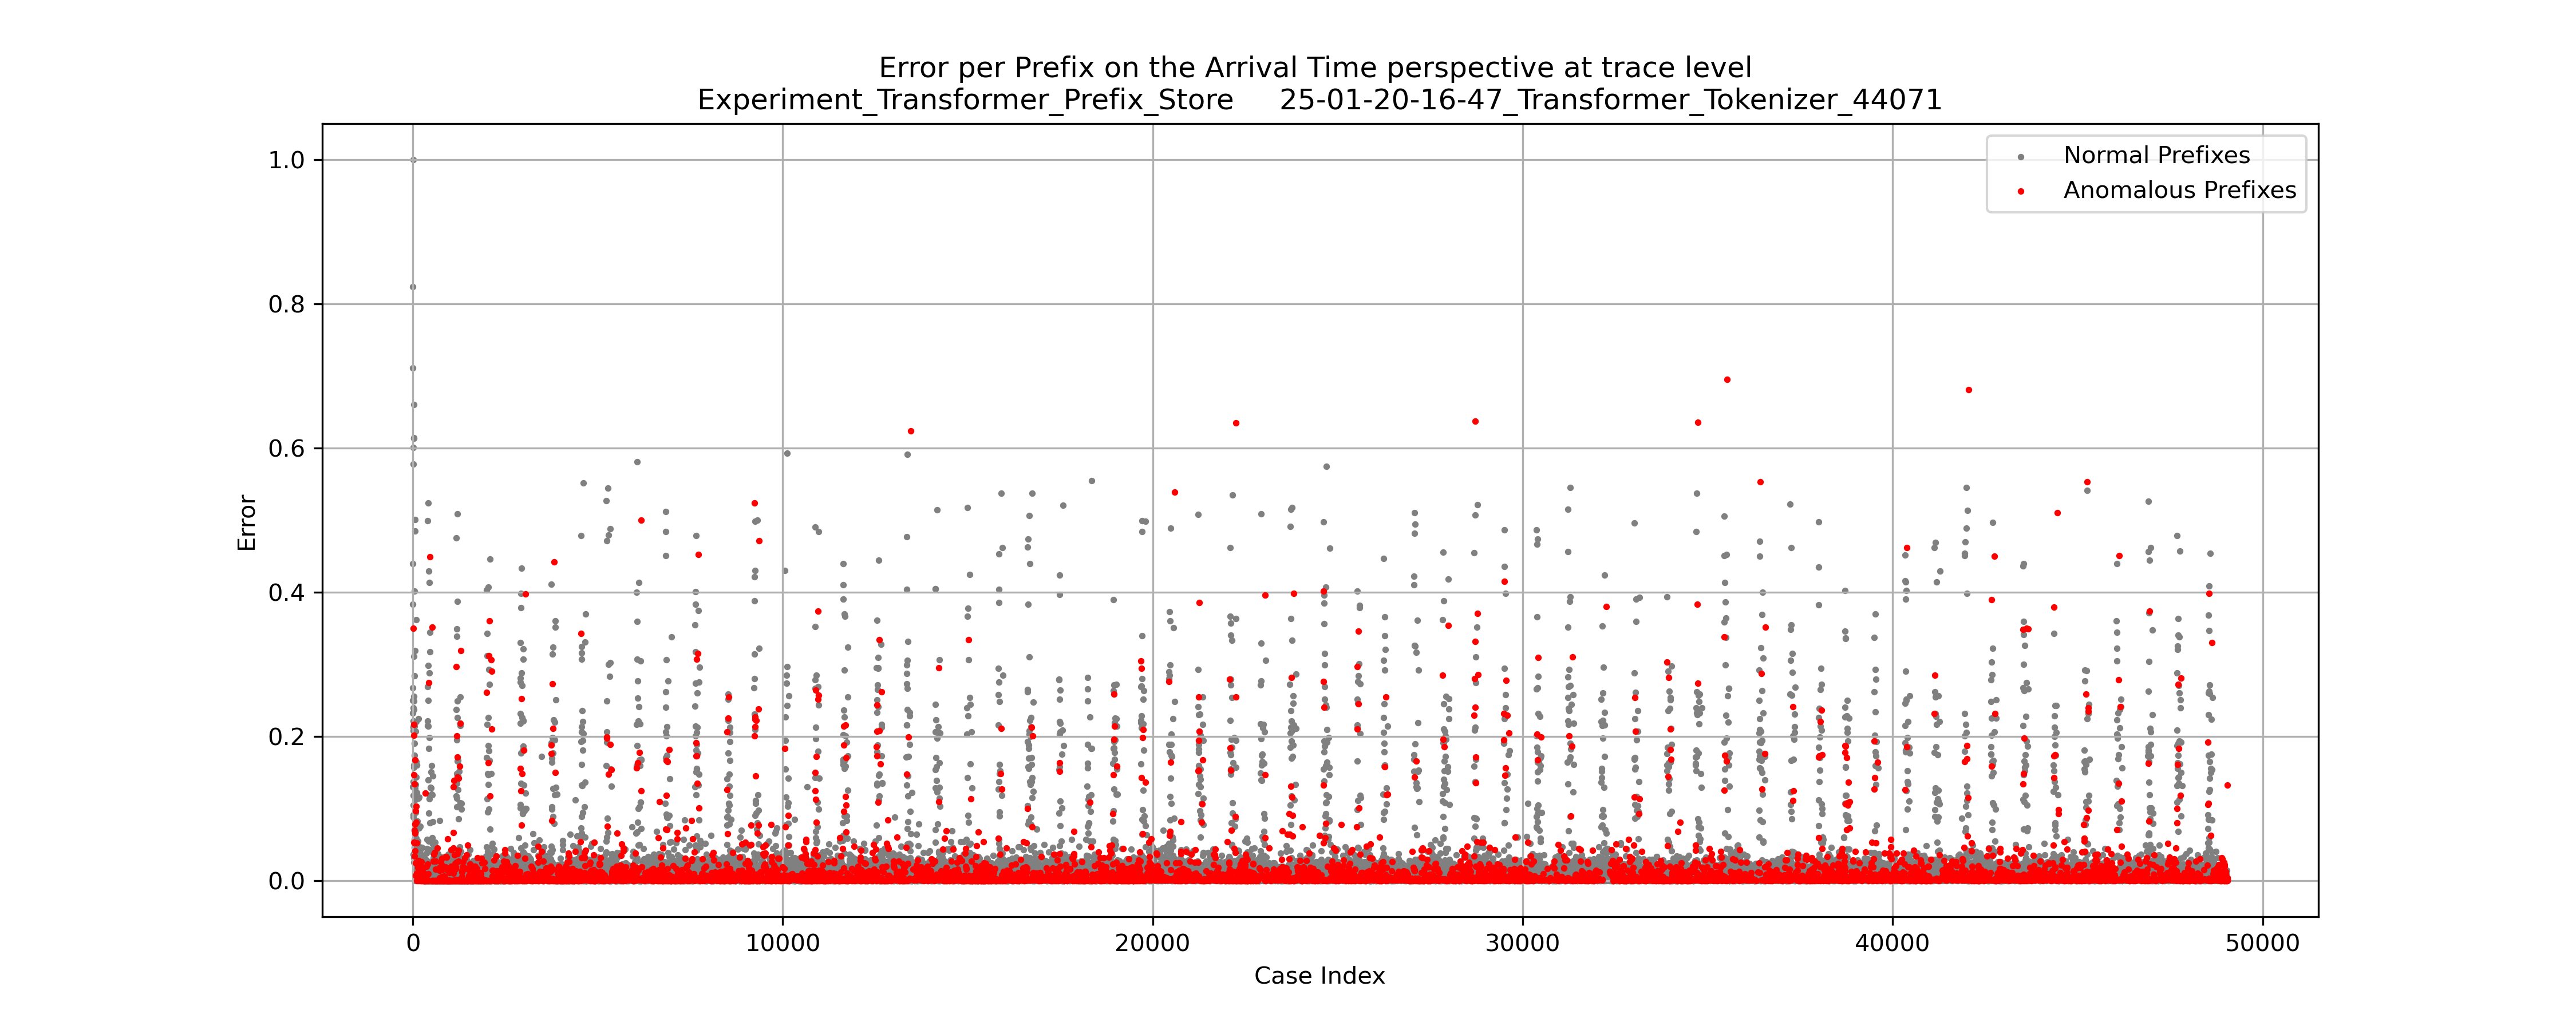 Error per Prefix on the Arrival Time perspective at trace level
Experiment_Transformer_Prefix_Store 25-01-20-16-47_Transformer_Tokenizer_44071
Normal Prefixes
Anomalous Prefixes
1.0
0.8
0.6
0.4
0.2
0.0
Error
0 10000 20000 30000 40000 50000
Case Index